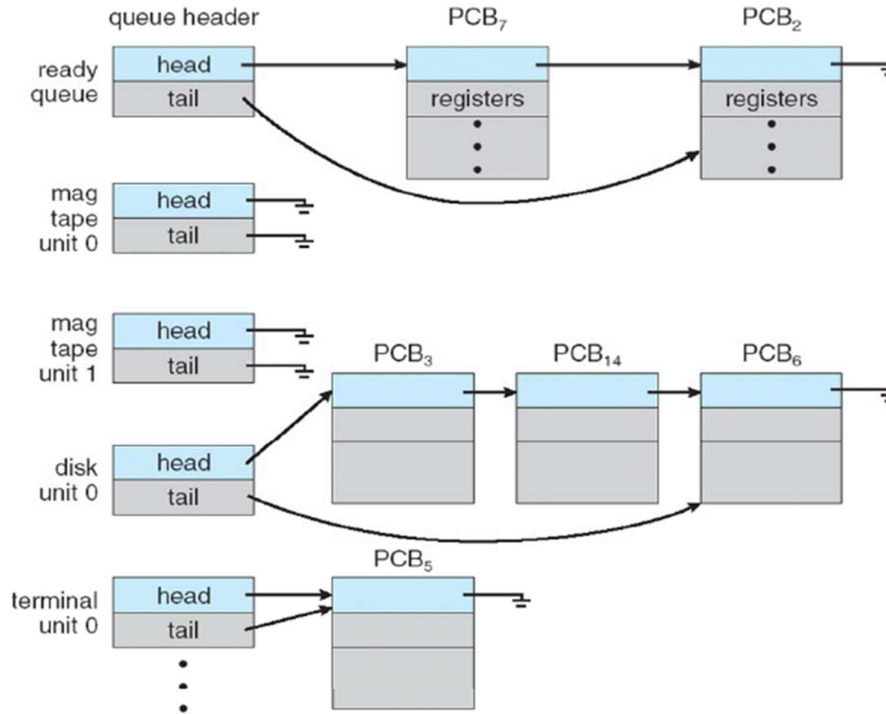 queue header
PCB₇
PCB₂
ready
queue
head
tail
registers
registers
mag
tape
unit 0
head
tail
mag
tape
unit 1
head
tail
PCB₃
PCB₁₄
PCB₆
disk
unit 0
head
tail
PCB₅
terminal
unit 0
head
tail